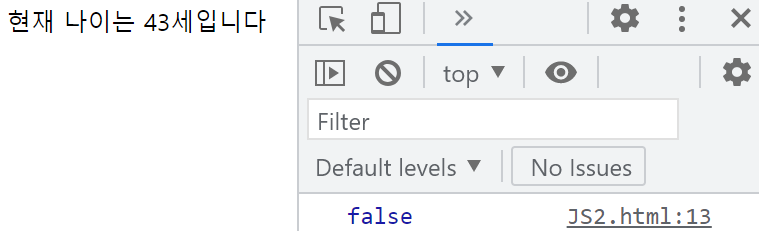 현재 나이는 43세입니다
top
Filter
Default levels No Issues
false JS2.html:13